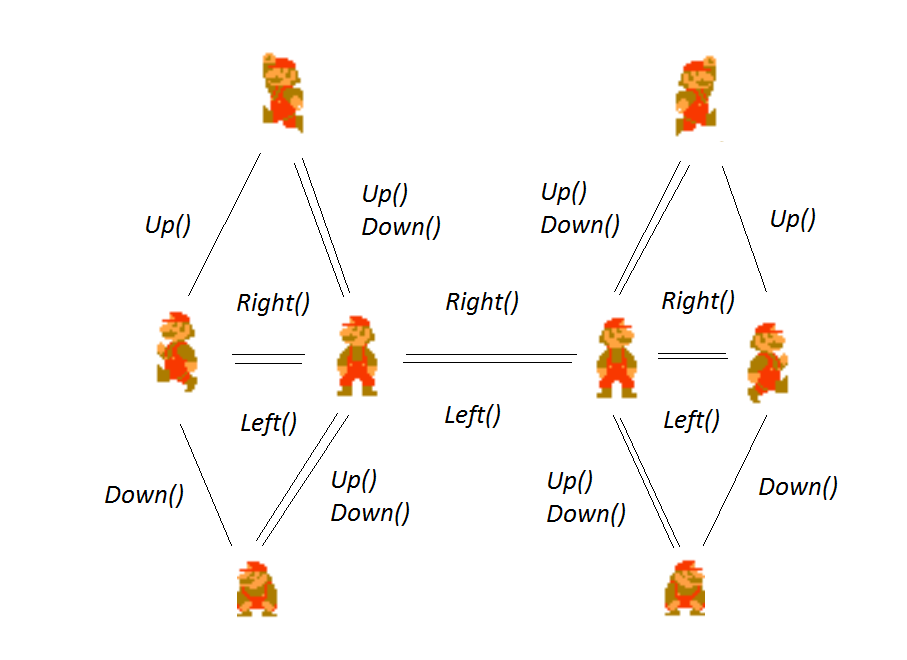 Up()
Up()
Down()
Up()
Down()
Up()
Right()
Right()
Right()
Left()
Left()
Left()
Down()
Up()
Down()
Up()
Down()
Down()